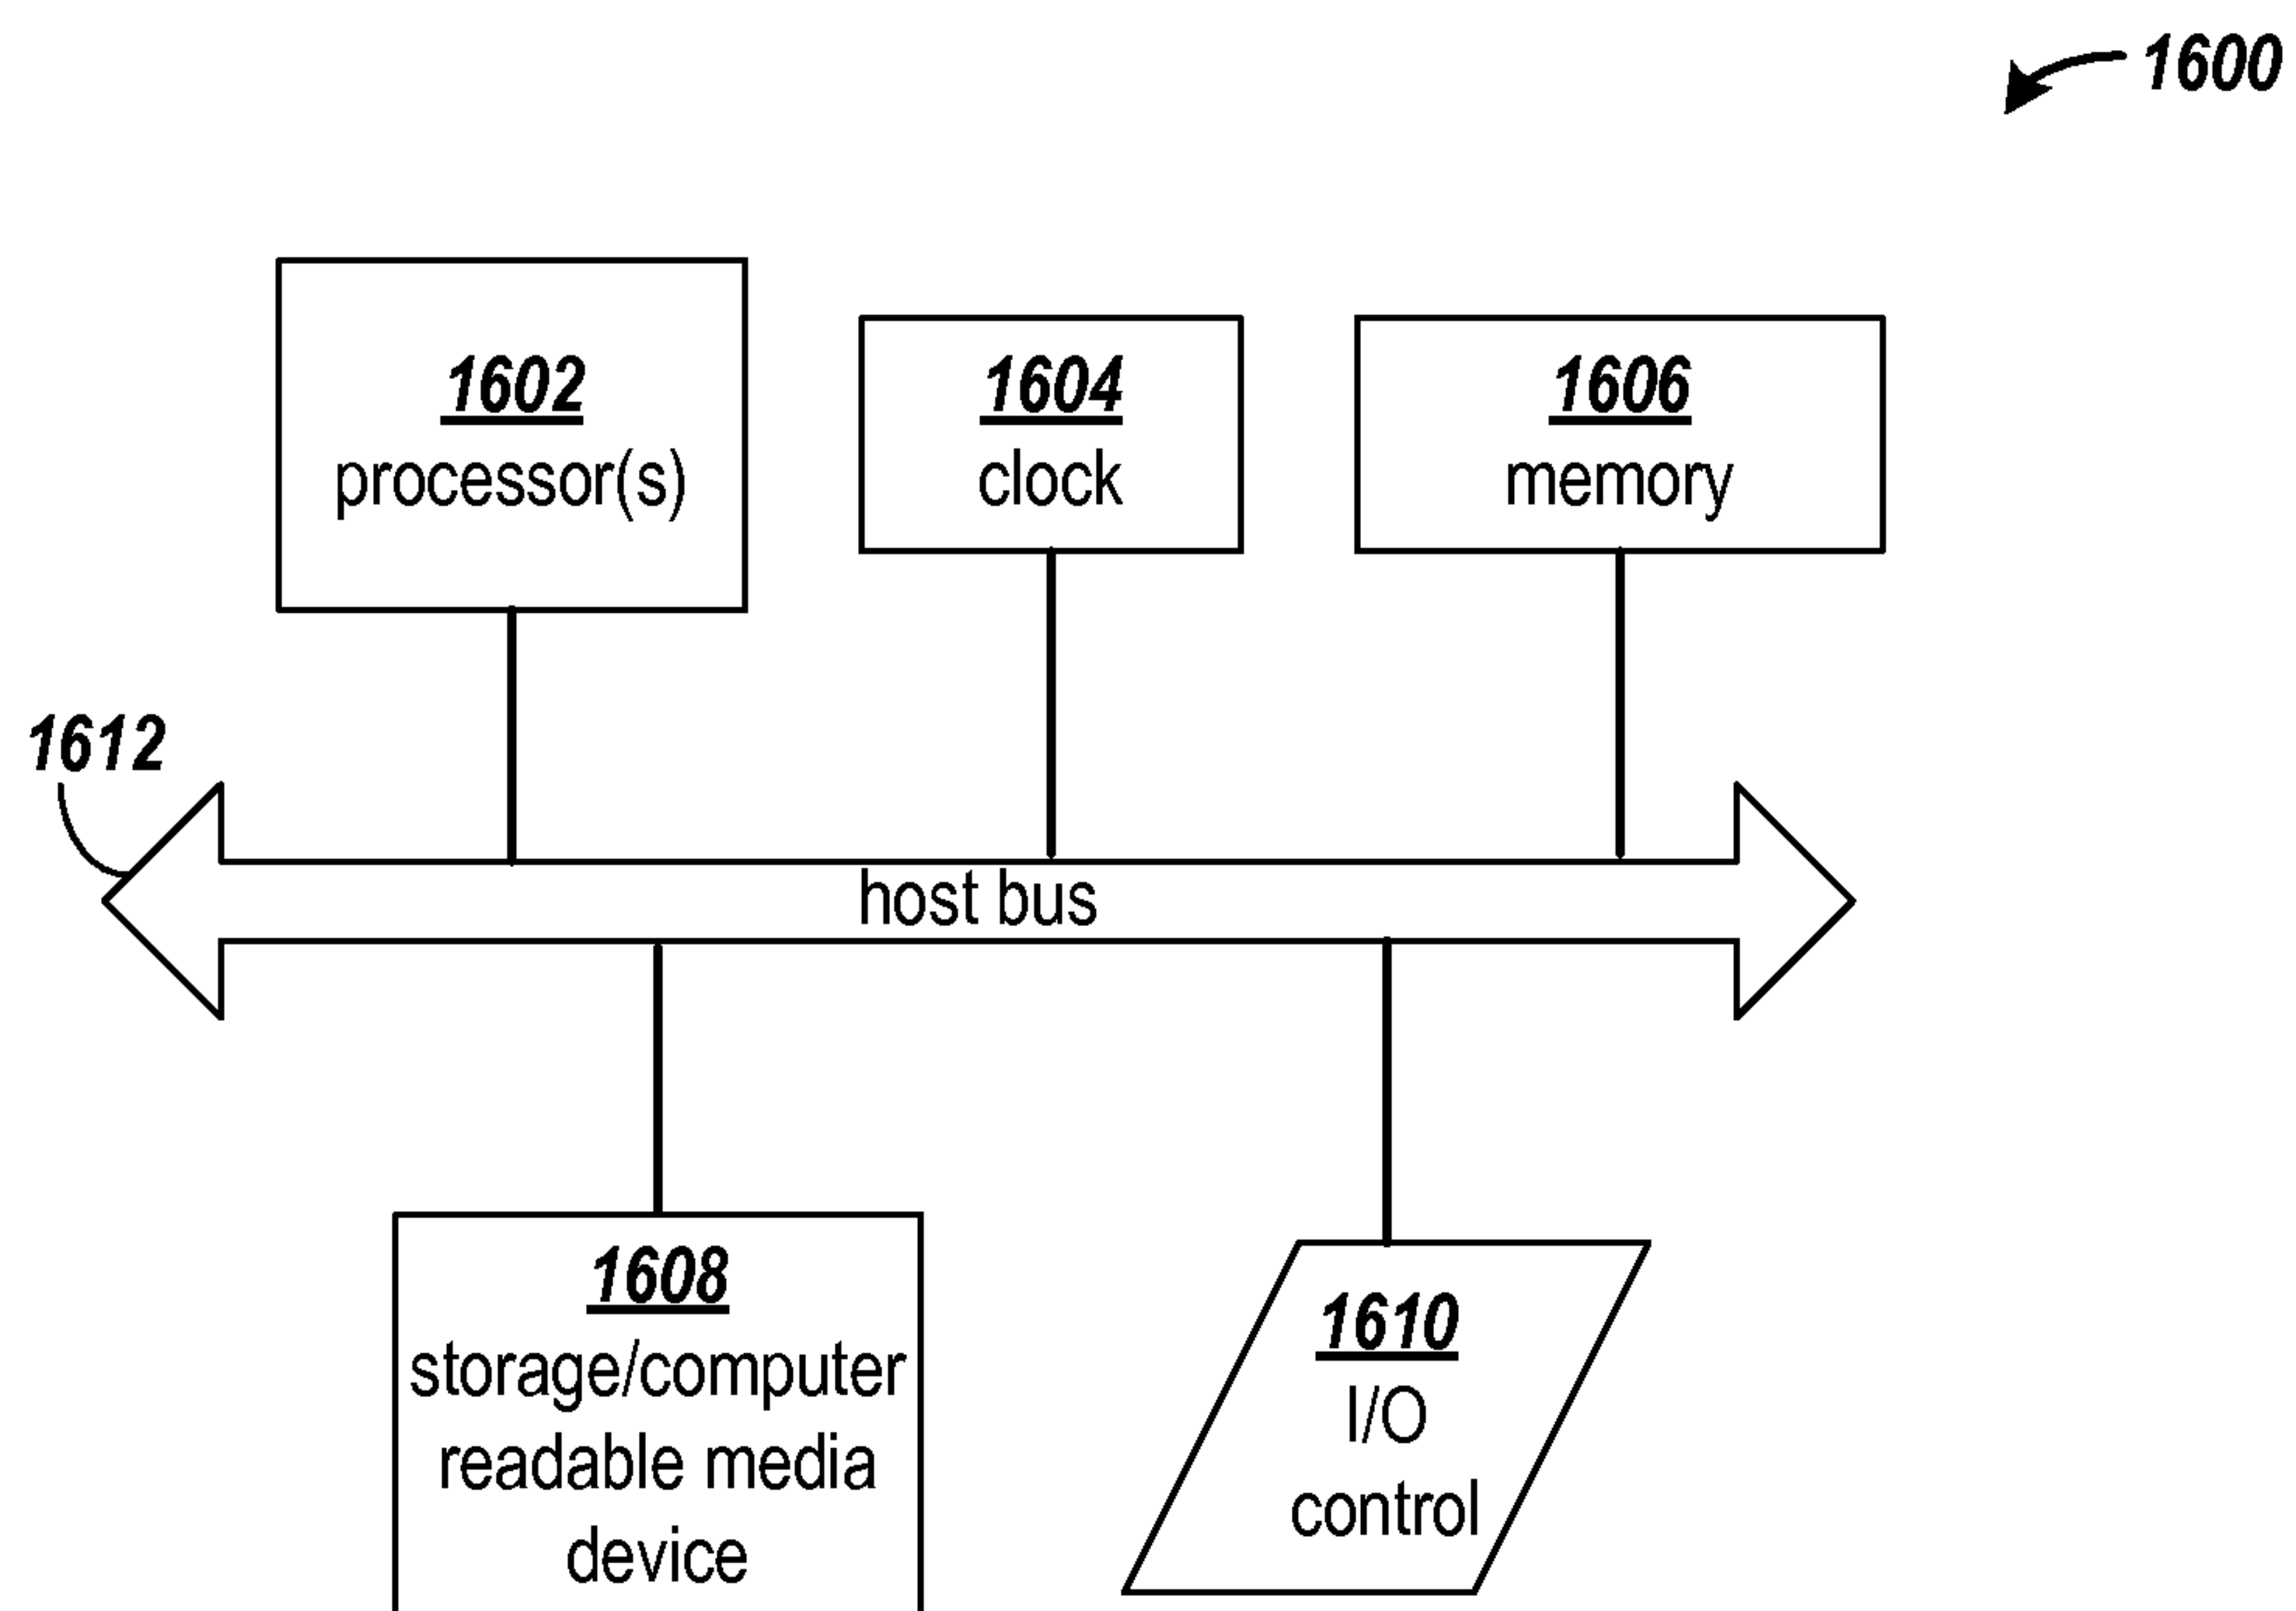 1600
1602
processor(s)
1604
clock
1606
memory
1612
host bus
1608
storage/computer
readable media
device
1610
I/O
control